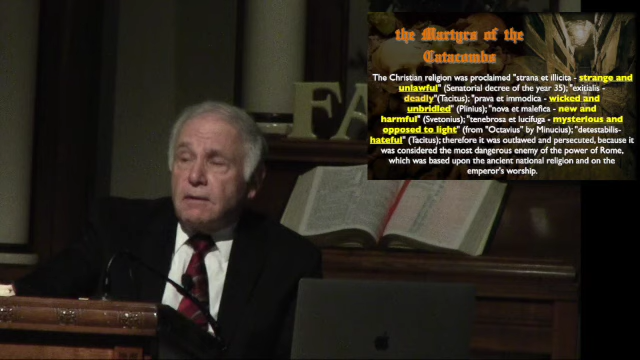 the Martyrs of the
Catacombs
The Christian religion was proclaimed "strana et illicita - strange and
unlawful" (Senatorial decree of the year 35); "exitialis -
deadly"(Tacitus); "prava et immodica - wicked and
unbridled" (Plinius); "nova et malefica - new and
harmful" (Svetonius); "tenebrosa et lucifuga - mysterious and
opposed to light" (from "Octavius" by Minucius); "detestabilis-
hateful" (Tacitus); therefore it was outlawed and persecuted, because it
was considered the most dangerous enemy of the power of Rome,
which was based upon the ancient national religion and on the
emperor's worship.
FA